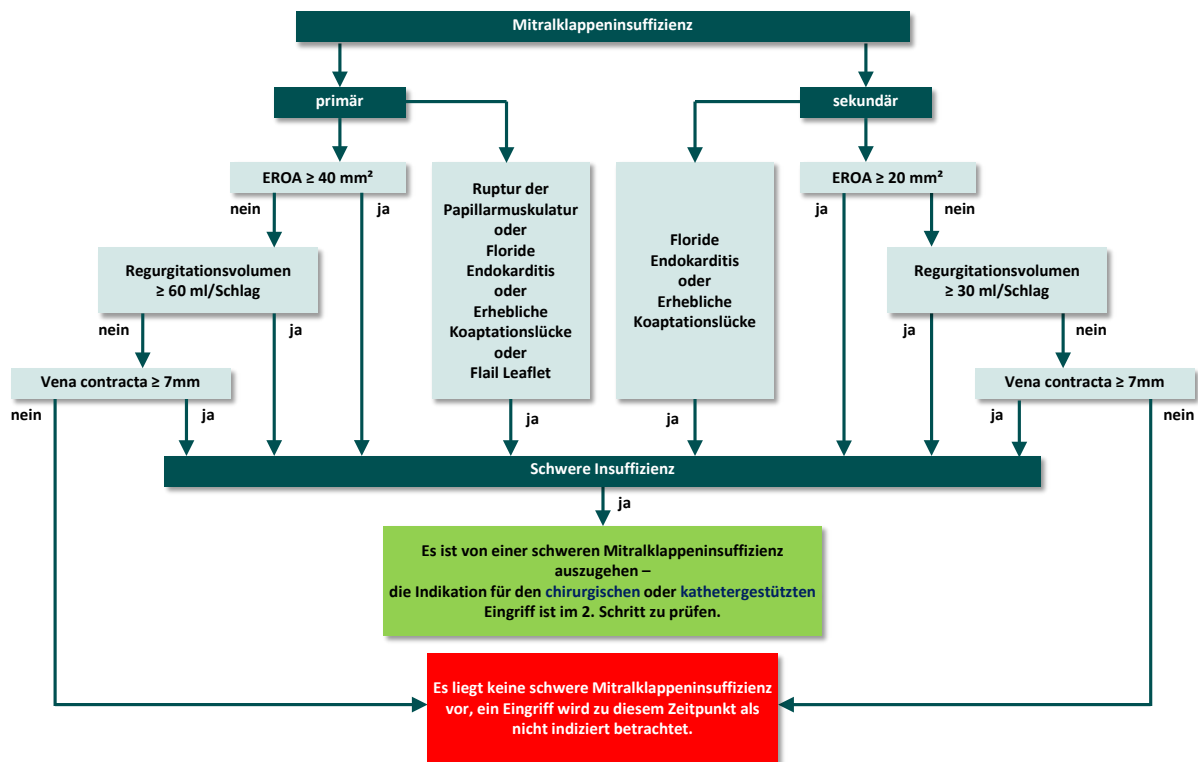 Mitralklappeninsuffizienz
primär
sekundär
EROA ≥ 40 mm²
nein
ja
Regurgitationsvolumen
≥ 60 ml/Schlag
nein
ja
Vena contracta ≥ 7mm
nein
ja
Ruptur der
Papillarmuskulatur
oder
Floride
Endokarditis
oder
Erhebliche
Koaptationslücke
oder
Flail Leaflet
ja
Floride
Endokarditis
oder
Erhebliche
Koaptationslücke
ja
EROA ≥ 20 mm²
ja
nein
Regurgitationsvolumen
≥ 30 ml/Schlag
ja
nein
Vena contracta ≥ 7mm
ja
nein
Schwere Insuffizienz
ja
Es ist von einer schweren Mitralklappeninsuffizienz
auszugehen –
die Indikation für den chirurgischen oder kathetergestützten
Eingriff ist im 2. Schritt zu prüfen.
Es liegt keine schwere Mitralklappeninsuffizienz
vor, ein Eingriff wird zu diesem Zeitpunkt als
nicht indiziert betrachtet.